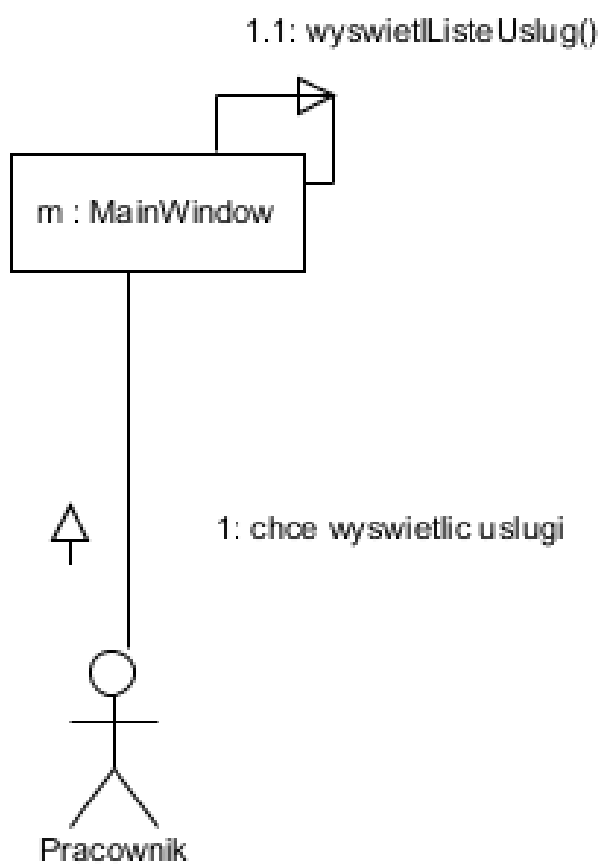 1.1: wyswietlListeUslug()
m : MainWindow
1: chce wyswietlic uslugi
Pracownik